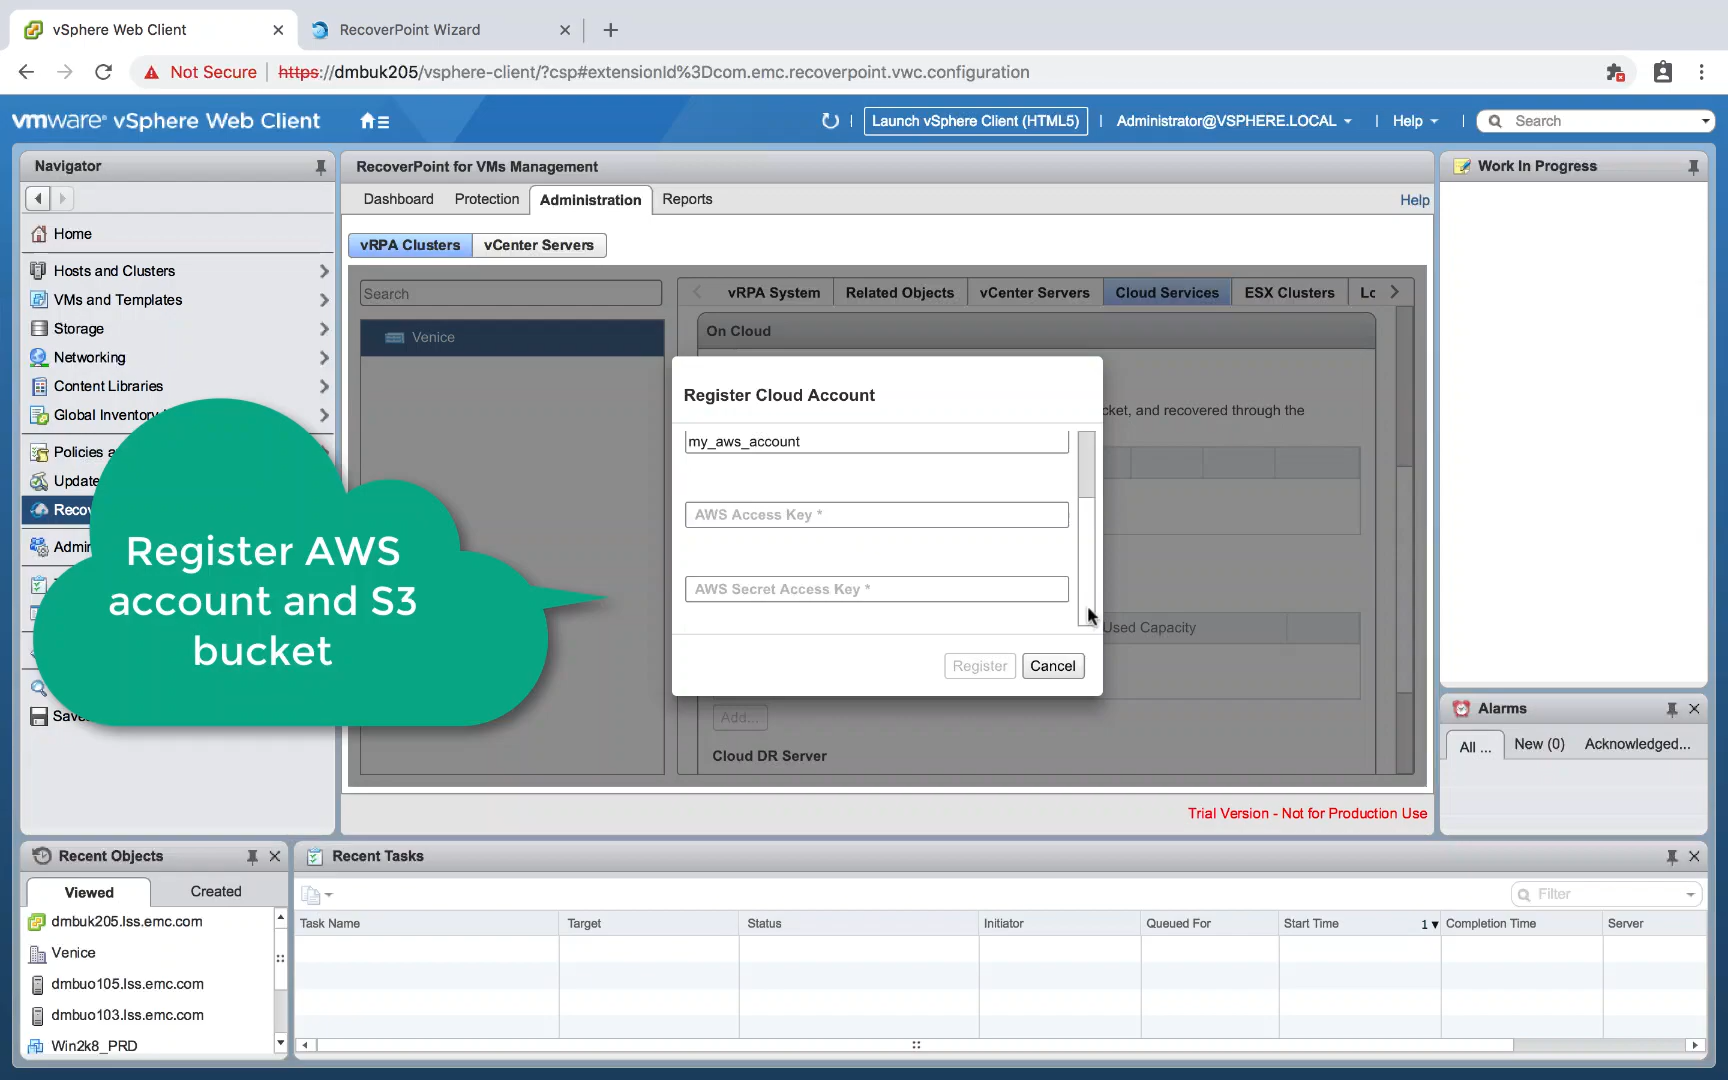 vSphere Web Client
RecoverPoint Wizard
Not Secure
https://dmbuk205/vsphere-client/?csp#extensionId%3Dcom.emc.recoverpoint.vwc.configuration
vmware® vSphere Web Client
Launch vSphere Client (HTML5)
Administrator@VSPHERE.LOCAL
Help
Search
Navigator
Home
Hosts and Clusters
VMs and Templates
Storage
Networking
Content Libraries
Global Inventory
Policies a
Update
Recov
Admin
Save
Register AWS
account and S3
bucket
RecoverPoint for VMs Management
Dashboard
Protection
Administration
Reports
Help
vRPA Clusters
vCenter Servers
Search
Venice
vRPA System
Related Objects
vCenter Servers
Cloud Services
ESX Clusters
Lc
On Cloud
cket, and recovered through the
Register Cloud Account
my_aws_account
AWS Access Key *
AWS Secret Access Key *
Register
Cancel
Used Capacity
Add...
Cloud DR Server
Trial Version - Not for Production Use
Work In Progress
Alarms
All ...
New (0)
Acknowledged...
Recent Objects
Viewed
Created
dmbuk205.lss.emc.com
Venice
dmbuo105.lss.emc.com
dmbuo103.lss.emc.com
Win2k8_PRD
Recent Tasks
Filter
Task Name
Target
Status
Initiator
Queued For
Start Time
1
Completion Time
Server